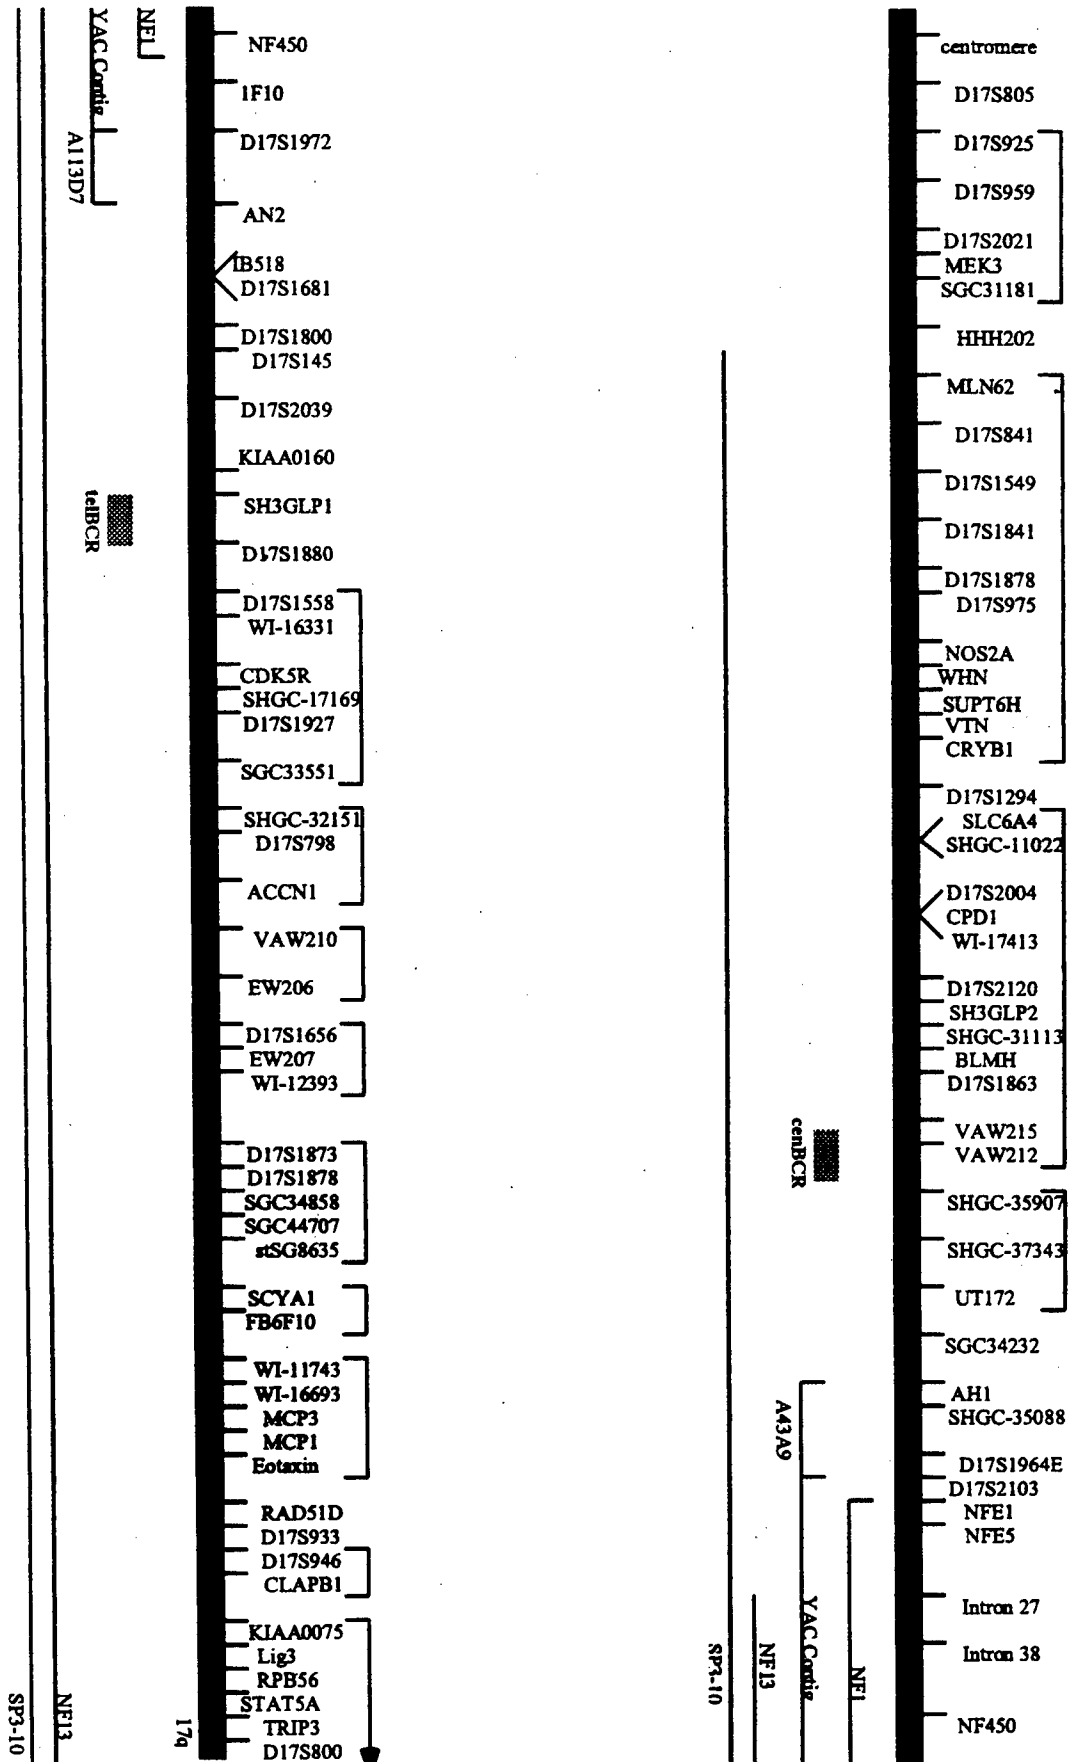 NF1
YAC Contig
A113D7
NF450
1F10
D17S1972
AN2
IB518
D17S1681
D17S1800
D17S145
D17S2039
KIAA0160
SH3GLP1
D17S1880
telBCR
D17S1558
WI-16331
CDK5R
SHGC-17169
D17S1927
SGC33551
SHGC-32151
D17S798
ACCN1
VAW210
EW206
D17S1656
EW207
WI-12393
D17S1873
D17S1878
SGC34858
SGC44707
stSG8635
SCYA1
FB6F10
WI-11743
WI-16693
MCP3
MCP1
Eotaxin
RAD51D
D17S933
D17S946
CLAPB1
KIAA0075
Lig3
RPB56
STAT5A
TRIP3
D17S800
17q
NF13
SP3-10
centromere
D17S805
D17S925
D17S959
D17S2021
MEK3
SGC31181
HHH202
MLN62
D17S841
D17S1549
D17S1841
D17S1878
D17S975
NOS2A
WHN
SUPT6H
VTN
CRYB1
D17S1294
SLC6A4
SHGC-11022
D17S2004
CPD1
WI-17413
D17S2120
SH3GLP2
SHGC-31113
BLMH
D17S1863
VAW215
VAW212
cenBCR
SHGC-35907
SHGC-37343
UT172
SGC34232
AH1
SHGC-35088
D17S1964E
D17S2103
NFE1
NFE5
Intron 27
Intron 38
NF450
A43A9
YAC Contig
NF1
NF13
SP3-10